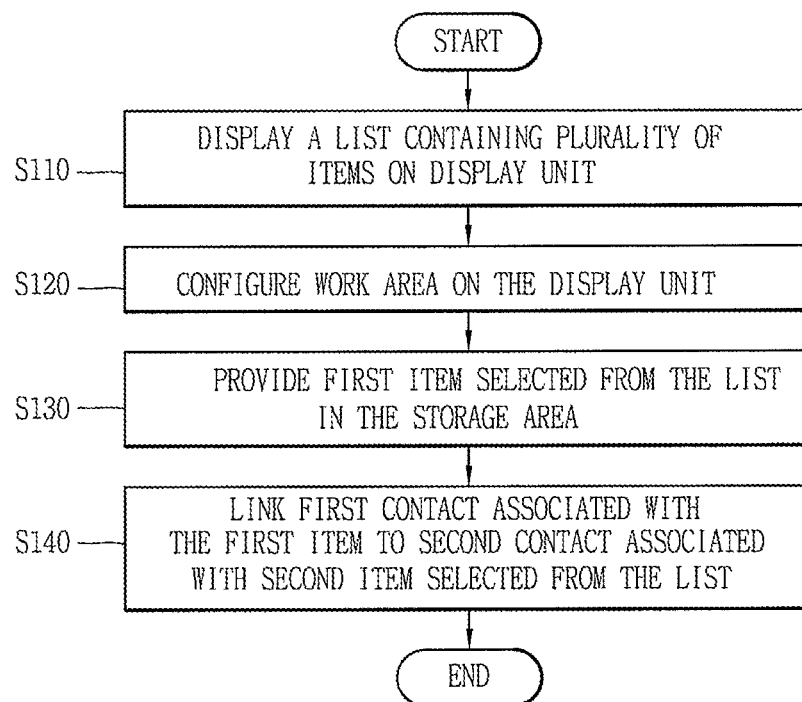 START
S110
DISPLAY A LIST CONTAINING PLURALITY OF
ITEMS ON DISPLAY UNIT
S120
CONFIGURE WORK AREA ON THE DISPLAY UNIT
S130
PROVIDE FIRST ITEM SELECTED FROM THE LIST
IN THE STORAGE AREA
S140
LINK FIRST CONTACT ASSOCIATED WITH
THE FIRST ITEM TO SECOND CONTACT ASSOCIATED
WITH SECOND ITEM SELECTED FROM THE LIST
END